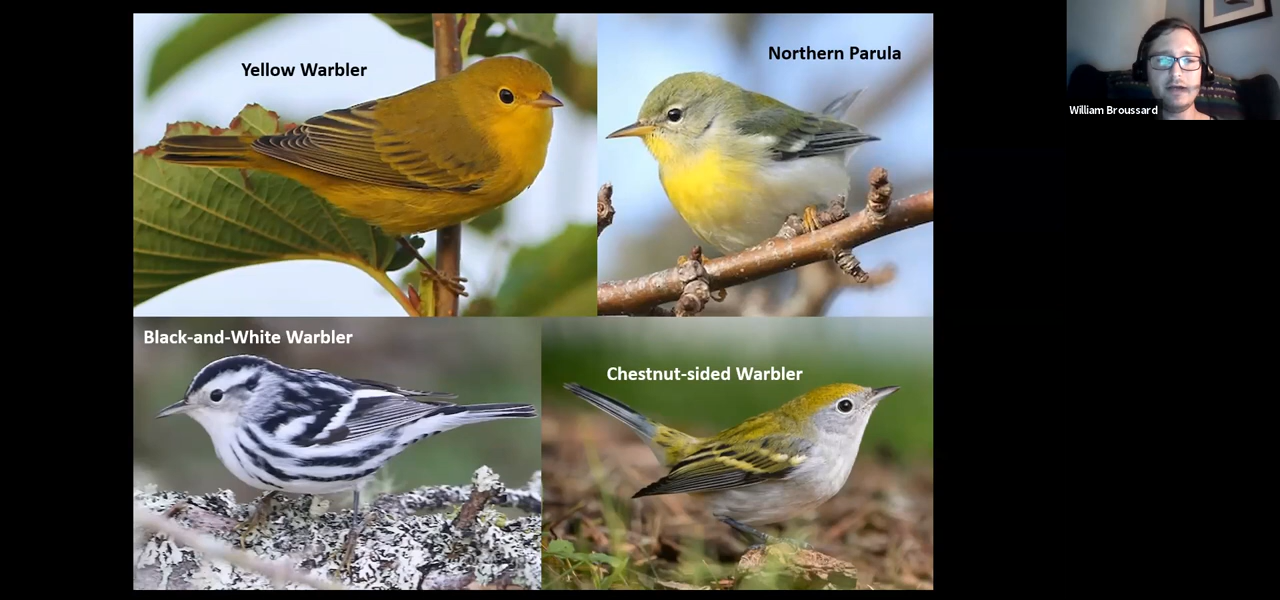 Yellow Warbler
Northern Parula
William Broussard
Black-and-White Warbler
Chestnut-sided Warbler